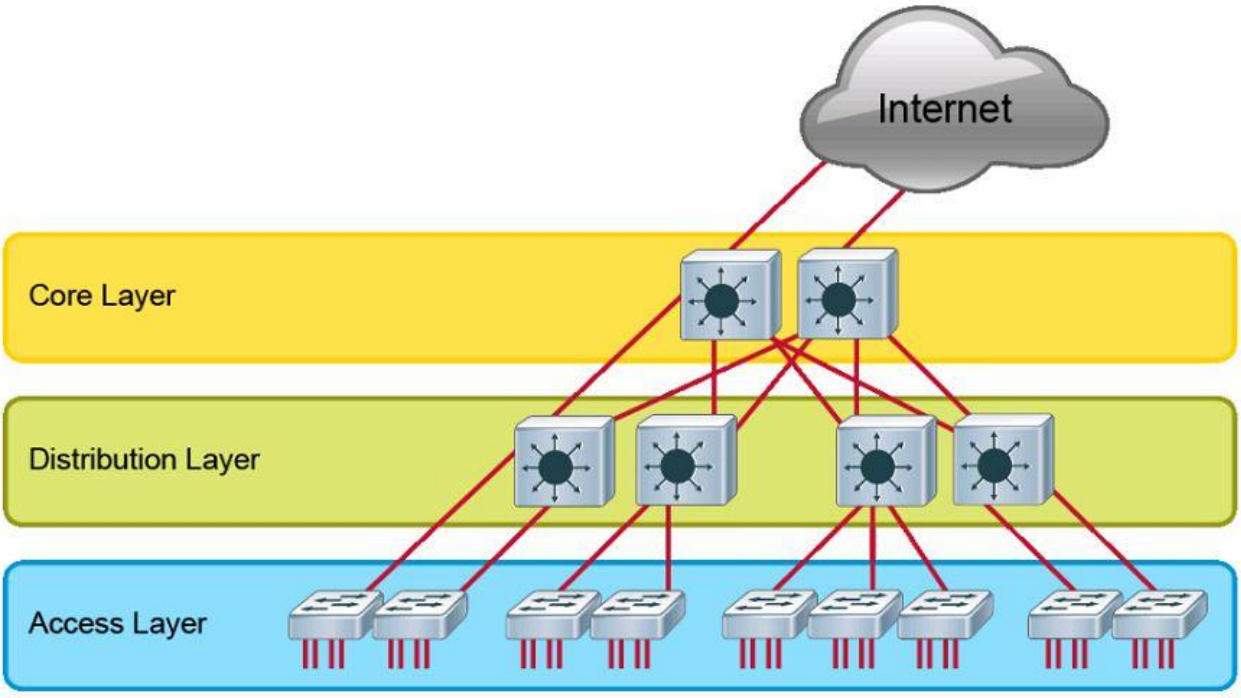 Internet
Core Layer
Distribution Layer
Access Layer